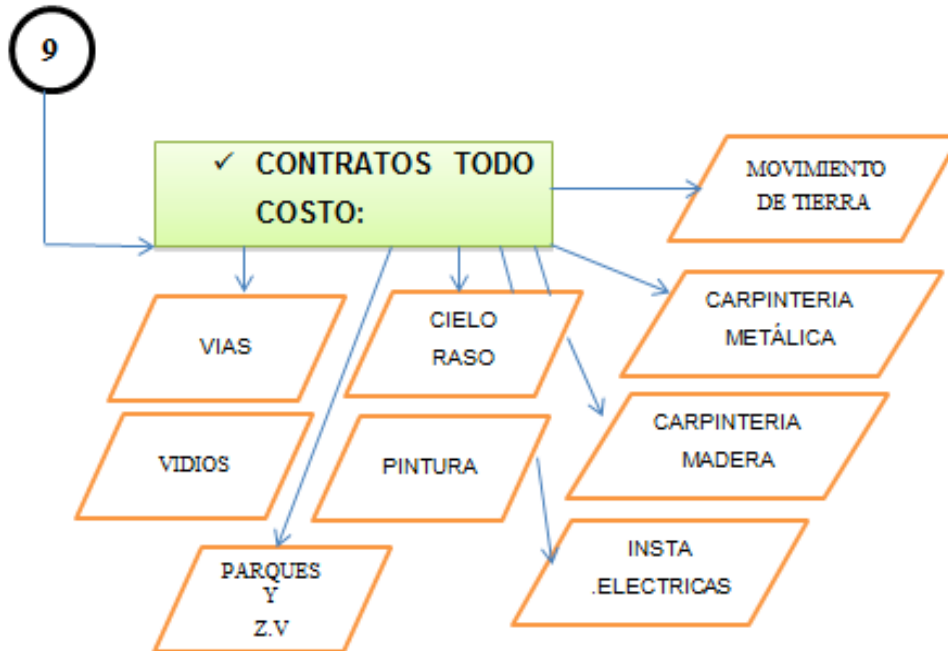 9
✓ CONTRATOS TODO
COSTO:
MOVIMIENTO
DE TIERRA
VIAS
CIELO
RASO
CARPINTERIA
METÁLICA
VIDIOS
PINTURA
CARPINTERIA
MADERA
PARQUES
Y
Z.V
INSTA
.ELECTRICAS